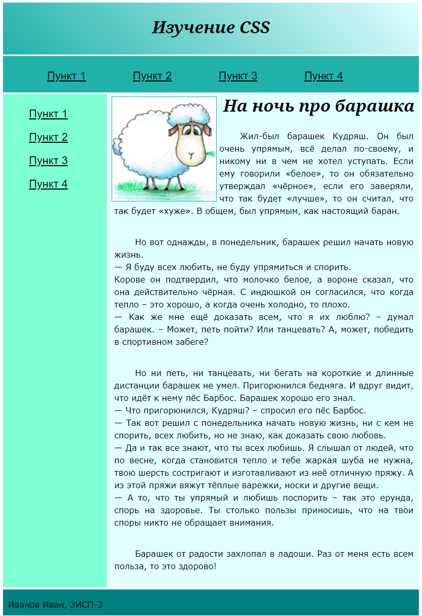 Изучение CSS
Пункт 1 Пункт 2 Пункт 3 Пункт 4
Пункт 1
Пункт 2
Пункт 3
Пункт 4
На ночь про барашка
Жил-был барашек Кудряш. Он был
очень упрямым, всё делал по-своему, и
никому ни в чем не хотел уступать. Если
ему говорили «белое», то он обязательно
утверждал «чёрное», если его заверяли,
что так будет «лучше», то он считал, что
так будет «хуже». В общем, был упрямым, как настоящий баран.
Но вот однажды, в понедельник, барашек решил начать новую
жизнь.
— Я буду всех любить, не буду упрямиться и спорить.
Корове он подтвердил, что молочко белое, а вороне сказал, что
она действительно чёрная. С индюшкой он согласился, что когда
тепло – это хорошо, а когда очень холодно, то плохо.
— Как же мне ещё доказать всем, что я их люблю? – думал
барашек. – Может, петь пойти? Или танцевать? А, может, победить
в спортивном забеге?
Но ни петь, ни танцевать, ни бегать на короткие и длинные
дистанции барашек не умел. Пригорюнился бедняга. И вдруг видит,
что идёт к нему пёс Барбос. Барашек хорошо его знал.
— Что пригорюнился, Кудряш? – спросил его пёс Барбос.
— Так вот решил с понедельника начать новую жизнь, ни с кем не
спорить, всех любить, но не знаю, как доказать свою любовь.
— Да и так все знают, что ты всех любишь. Я слышал от людей, что
по весне, когда становится тепло и тебе жаркая шуба не нужна,
твою шерсть состригают и изготавливают из неё отличную пряжу. А
из этой пряжи вяжут тёплые варежки, носки и другие вещи.
— А то, что ты упрямый и любишь поспорить – так это ерунда,
спорь на здоровье. Ты столько пользы приносишь, что на твои
споры никто не обращает внимания.
Барашек от радости захлопал в ладоши. Раз от меня есть всем
польза, то это здорово!
Иванов Иван, ЗИСП-3